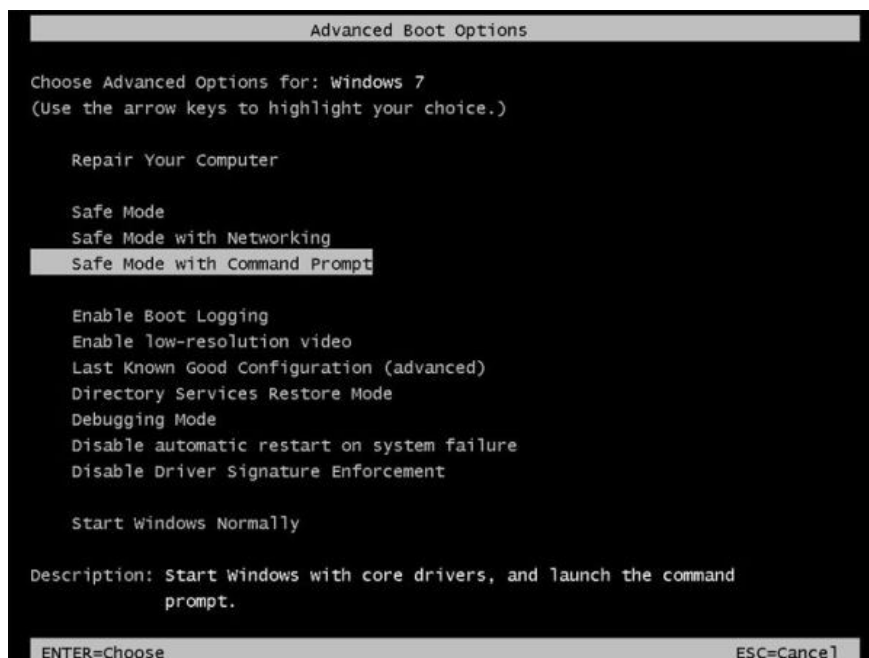 Advanced Boot Options
Choose Advanced Options for: Windows 7
(Use the arrow keys to highlight your choice.)
Repair Your Computer
Safe Mode
Safe Mode with Networking
Safe Mode with Command Prompt
Enable Boot Logging
Enable low-resolution video
Last Known Good Configuration (advanced)
Directory Services Restore Mode
Debugging Mode
Disable automatic restart on system failure
Disable Driver Signature Enforcement
Start Windows Normally
Description: Start Windows with core drivers, and launch the command
prompt.
ENTER=Choose ESC=Cancel